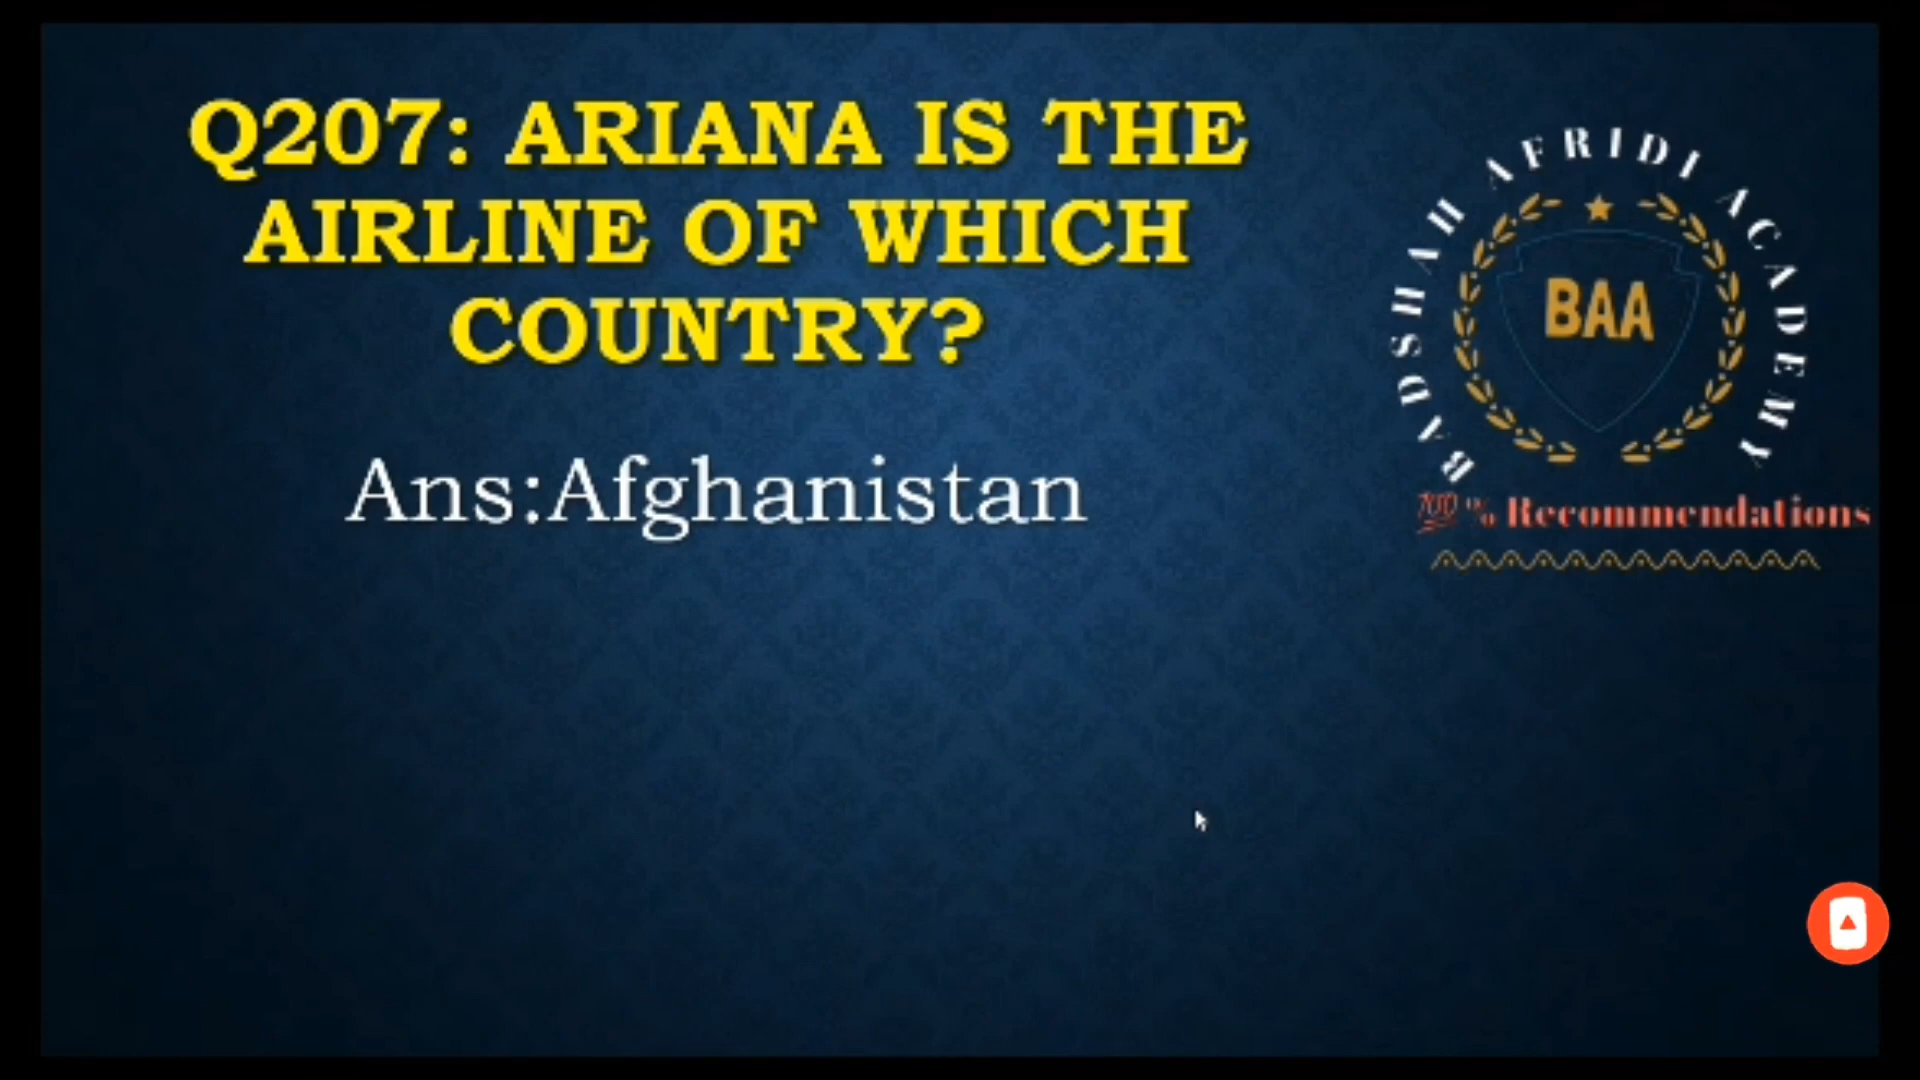 Q207: ARIANA IS THE
AIRLINE OF WHICH
COUNTRY?
Ans:Afghanistan
BADSHAH AFRIDI ACADEMY
BAA
💯% Recommendations